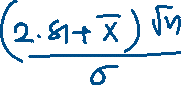 (2.81 + x̅) √n / σ